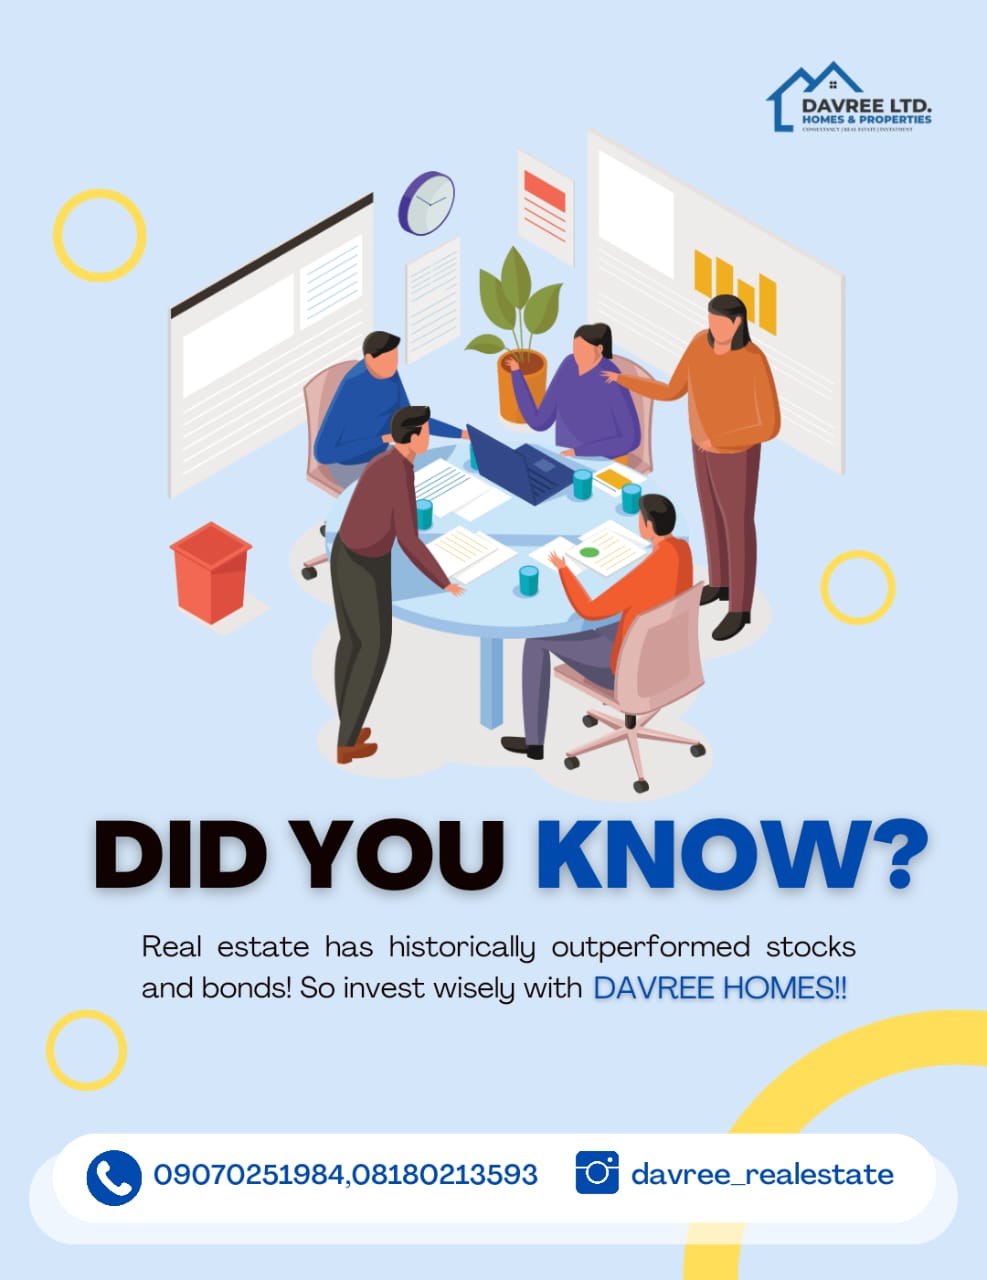 DAVREE LTD.
HOMES & PROPERTIES
CONSULTANCY | REAL ESTATE | INVESTMENT
DID YOU KNOW?
Real estate has historically outperformed stocks
and bonds! So invest wisely with DAVREE HOMES!!
09070251984,08180213593
davree_realestate